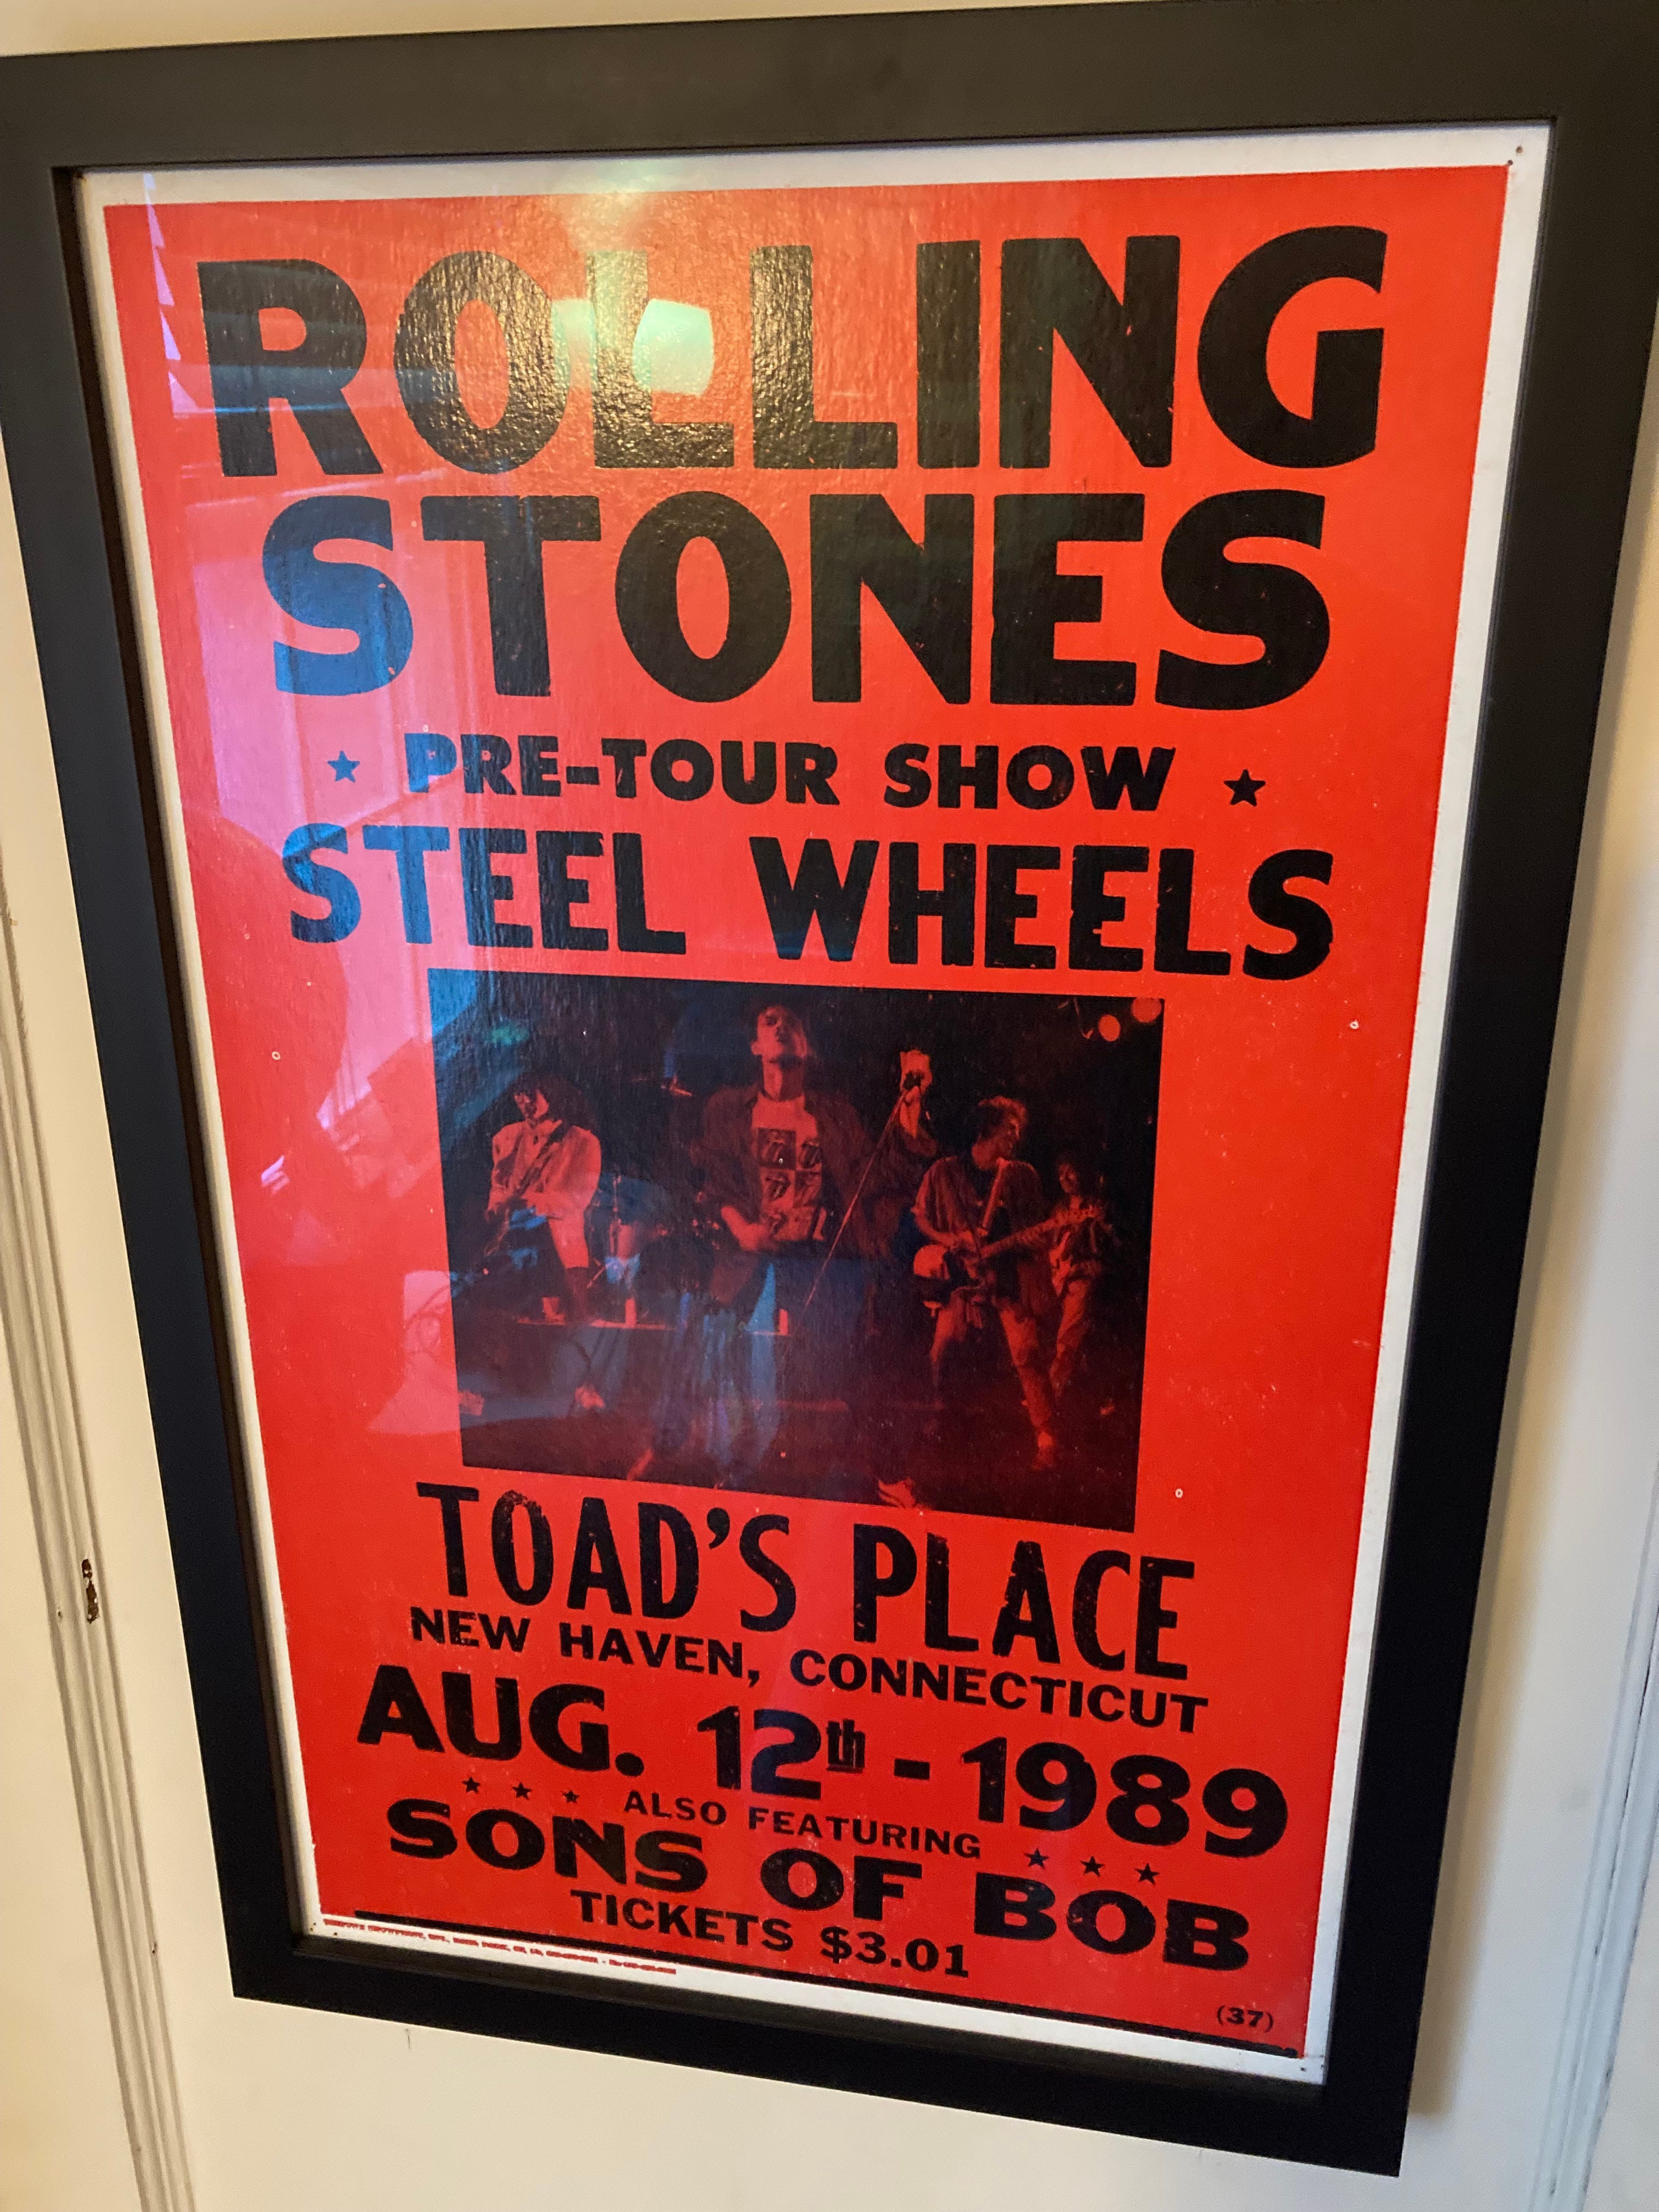 ROLLING
STONES
★ PRE-TOUR SHOW ★
STEEL WHEELS
TOAD'S PLACE
NEW HAVEN, CONNECTICUT
AUG. 12th - 1989
★ ★ ★ ALSO FEATURING ★ ★ ★
SONS OF BOB
TICKETS $3.01
(37)